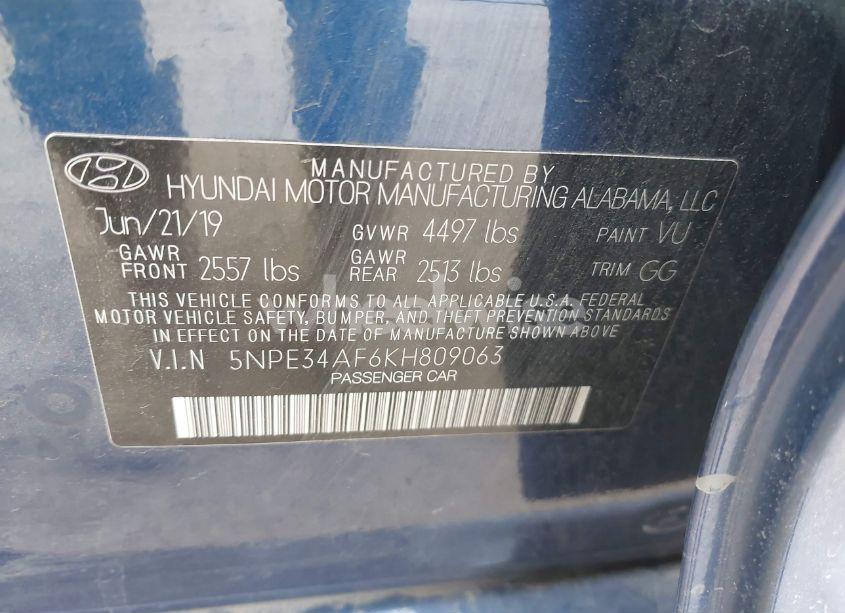 MANUFACTURED BY
HYUNDAI MOTOR MANUFACTURING ALABAMA, LLC
Jun/21/19 GVWR 4497 lbs PAINT VU
GAWR FRONT 2557 lbs GAWR REAR 2513 lbs TRIM GG
THIS VEHICLE CONFORMS TO ALL APPLICABLE U.S.A. FEDERAL
MOTOR VEHICLE SAFETY, BUMPER, AND THEFT PREVENTION STANDARDS
IN EFFECT ON THE DATE OF MANUFACTURE SHOWN ABOVE
V.I.N 5NPE34AF6KH809063
PASSENGER CAR